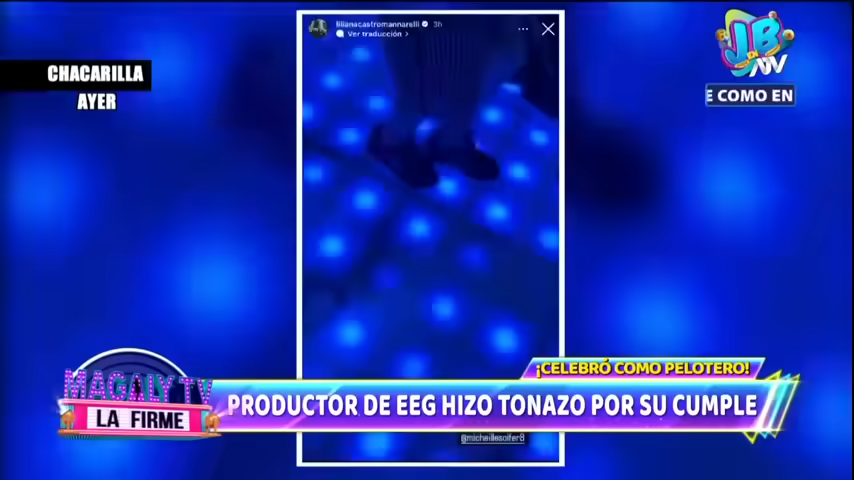 lilianacastromannarelli 3h
Ver traducción >
CHACARILLA
AYER
JB
ATV
E COMO EN
¡CELEBRÓ COMO PELOTERO!
MAGALY TV
LA FIRME
PRODUCTOR DE EEG HIZO TONAZO POR SU CUMPLE
@michellesoifer8